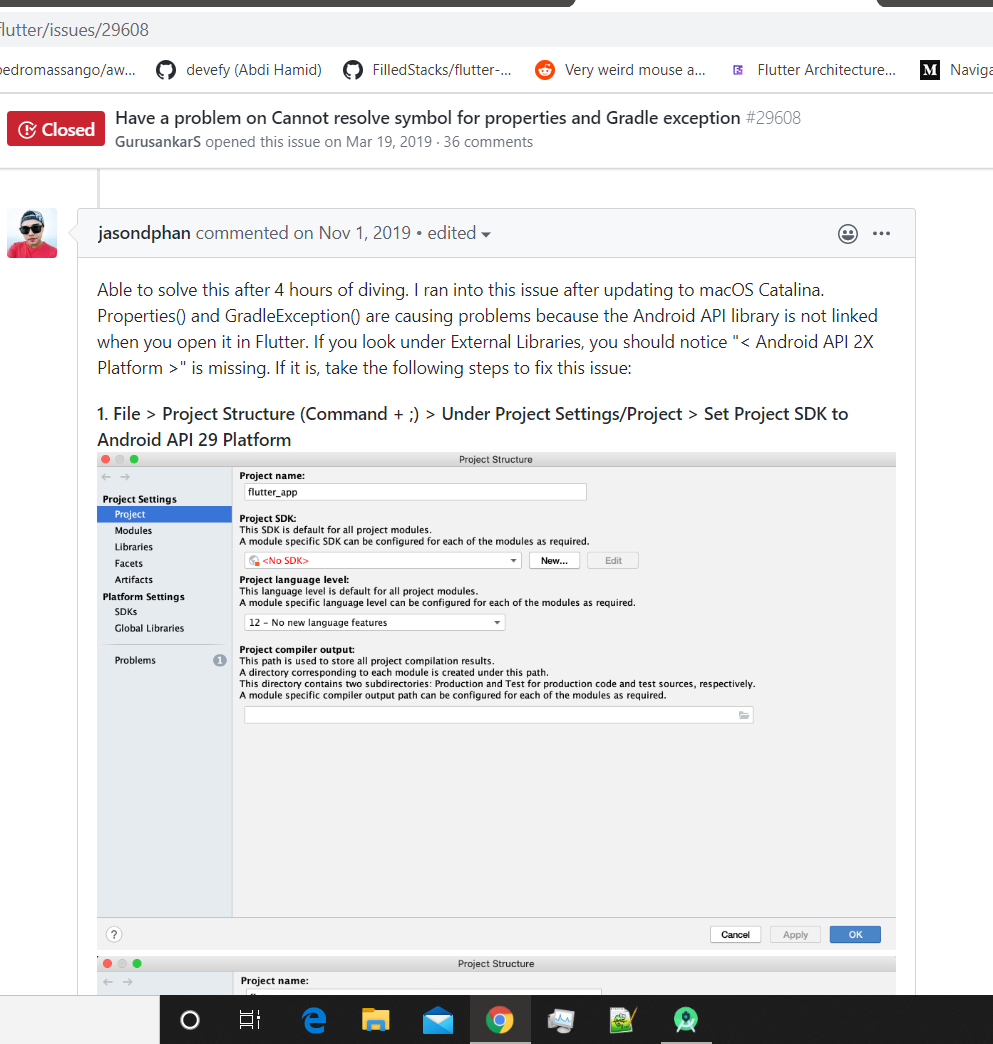 flutter/issues/29608
pedromassango/aw...
devefy (Abdi Hamid)
FilledStacks/flutter-...
Very weird mouse a...
Flutter Architecture...
M
Naviga
Closed
Have a problem on Cannot resolve symbol for properties and Gradle exception #29608
GurusankarS opened this issue on Mar 19, 2019 · 36 comments
jasondphan commented on Nov 1, 2019 • edited
Able to solve this after 4 hours of diving. I ran into this issue after updating to macOS Catalina.
Properties() and GradleException() are causing problems because the Android API library is not linked
when you open it in Flutter. If you look under External Libraries, you should notice "< Android API 2X
Platform >" is missing. If it is, take the following steps to fix this issue:
1. File > Project Structure (Command + ;) > Under Project Settings/Project > Set Project SDK to
Android API 29 Platform
Project Structure
Project Settings
Project
Modules
Libraries
Facets
Artifacts
Platform Settings
SDKs
Global Libraries
Problems
1
Project name:
flutter_app
Project SDK:
This SDK is default for all project modules.
A module specific SDK can be configured for each of the modules as required.
<No SDK>
New...
Edit
Project language level:
This language level is default for all project modules.
A module specific language level can be configured for each of the modules as required.
12 - No new language features
Project compiler output:
This path is used to store all project compilation results.
A directory corresponding to each module is created under this path.
This directory contains two subdirectories: Production and Test for production code and test sources, respectively.
A module specific compiler output path can be configured for each of the modules as required.
?
Cancel
Apply
OK
Project Structure
Project name: